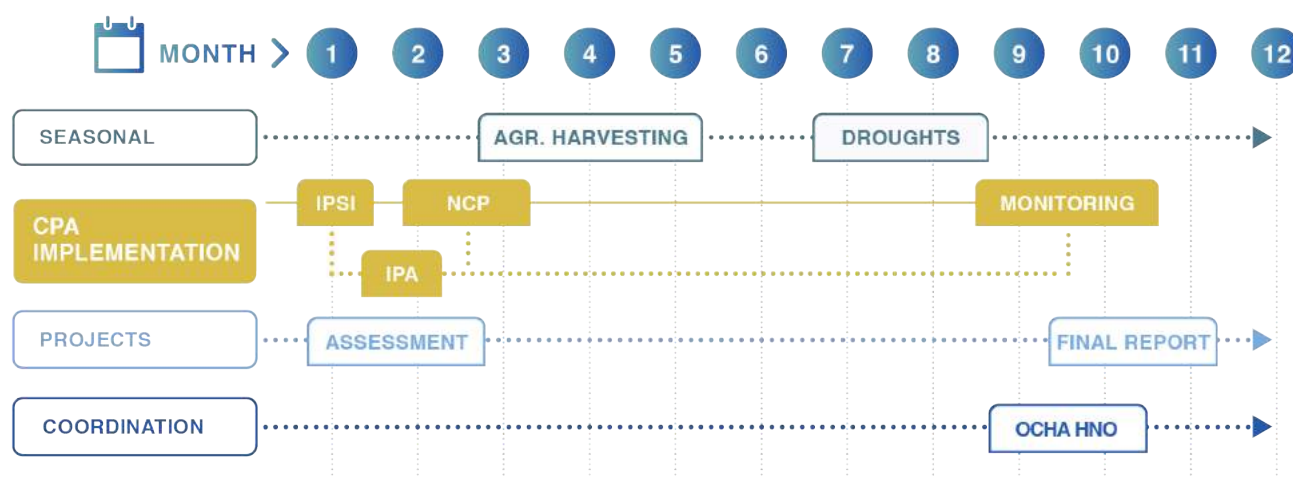 MONTH 1 2 3 4 5 6 7 8 9 10 11 12
SEASONAL AGR. HARVESTING DROUGHTS
CPA
IMPLEMENTATION
IPSI NCP MONITORING
IPA
PROJECTS ASSESSMENT FINAL REPORT
COORDINATION OCHA HNO